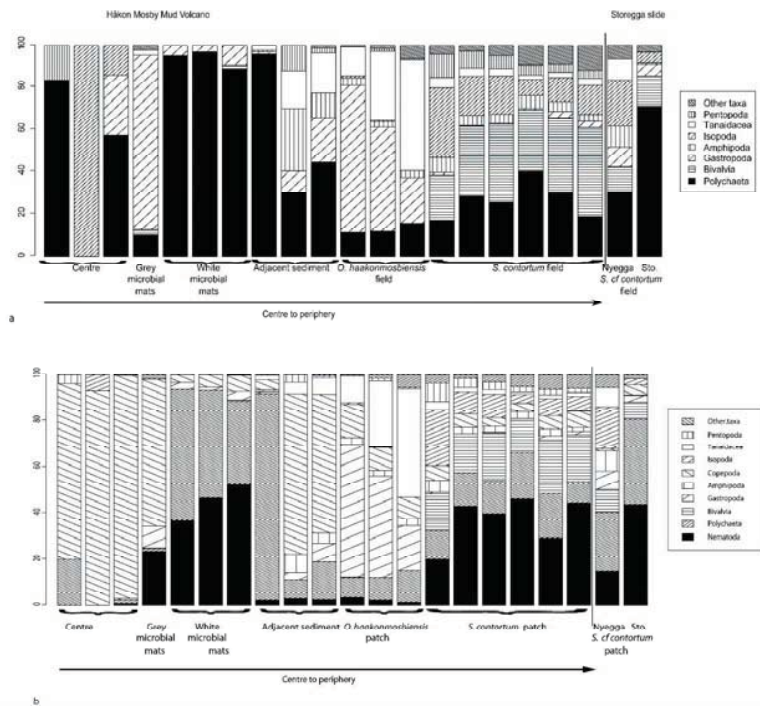 Håkon Mosby Mud Volcano Storegga slide
100
80
60
40
20
0
Other taxa
Pentopoda
Tanaidacea
Isopoda
Amphipoda
Gastropoda
Bivalvia
Polychaeta
Centre Grey microbial mats White microbial mats Adjacent sediment O. haakonmosbiensis field S. contortum field Nyegga Sto. S. cf contortum field
Centre to periphery
a
100
80
60
40
20
0
Other taxa
Pentopoda
Tanaidacea
Isopoda
Copepoda
Amphipoda
Gastropoda
Bivalvia
Polychaeta
Nematoda
Centre Grey microbial mats White microbial mats Adjacent sediment O. haakonmosbiensis patch S. contortum patch Nyegga Sto. S. cf contortum patch
Centre to periphery
b